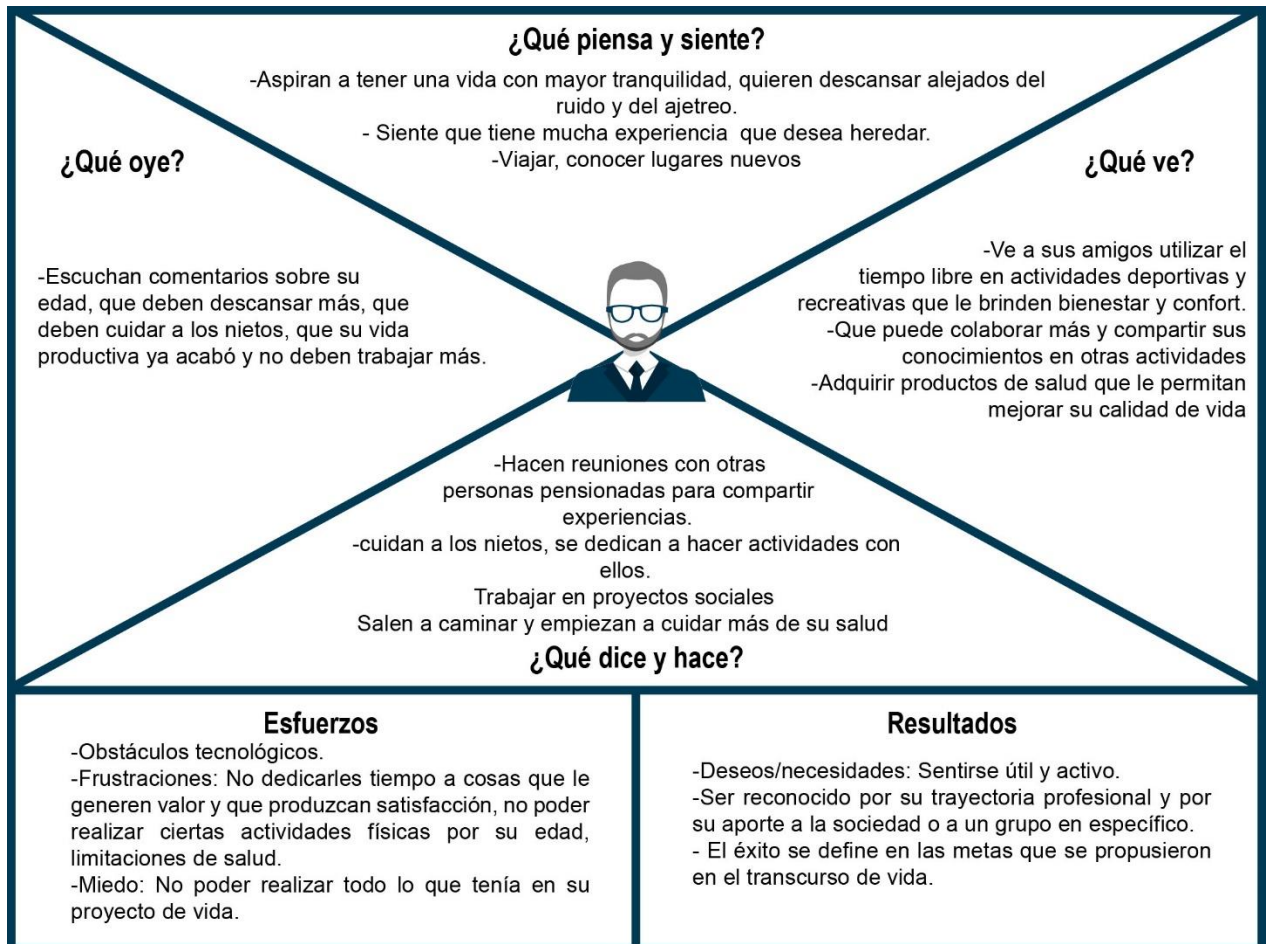 ¿Qué piensa y siente?
-Aspiran a tener una vida con mayor tranquilidad, quieren descansar alejados del
ruido y del ajetreo.
- Siente que tiene mucha experiencia que desea heredar.
-Viajar, conocer lugares nuevos
¿Qué oye?
-Escuchan comentarios sobre su
edad, que deben descansar más, que
deben cuidar a los nietos, que su vida
productiva ya acabó y no deben trabajar más.
¿Qué ve?
-Ve a sus amigos utilizar el
tiempo libre en actividades deportivas y
recreativas que le brinden bienestar y confort.
-Que puede colaborar más y compartir sus
conocimientos en otras actividades
-Adquirir productos de salud que le permitan
mejorar su calidad de vida
-Hacen reuniones con otras
personas pensionadas para compartir
experiencias.
-cuidan a los nietos, se dedican a hacer actividades con
ellos.
Trabajar en proyectos sociales
Salen a caminar y empiezan a cuidar más de su salud
¿Qué dice y hace?
Esfuerzos
-Obstáculos tecnológicos.
-Frustraciones: No dedicarles tiempo a cosas que le
generen valor y que produzcan satisfacción, no poder
realizar ciertas actividades físicas por su edad,
limitaciones de salud.
-Miedo: No poder realizar todo lo que tenía en su
proyecto de vida.
Resultados
-Deseos/necesidades: Sentirse útil y activo.
-Ser reconocido por su trayectoria profesional y por
su aporte a la sociedad o a un grupo en específico.
- El éxito se define en las metas que se propusieron
en el transcurso de vida.